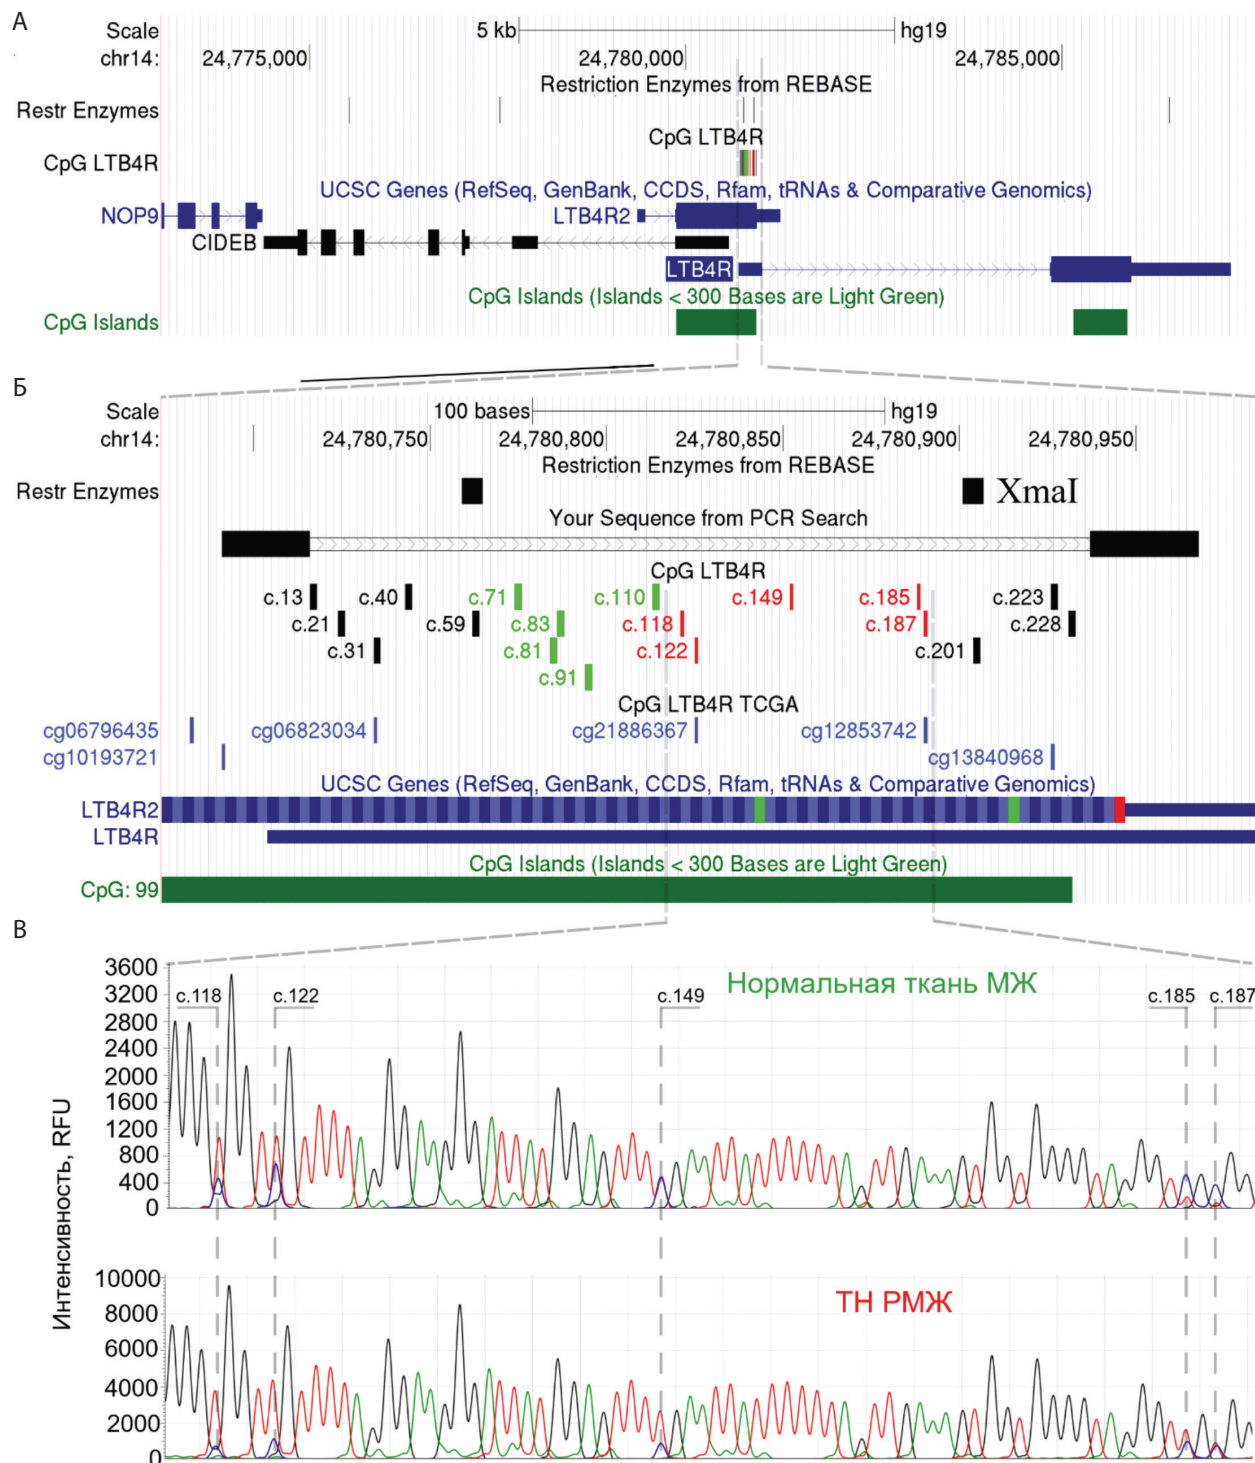 А
Scale 5 kb hg19
chr14: 24,775,000 24,780,000 24,785,000
Restriction Enzymes from REBASE
Restr Enzymes
CpG LTB4R
CpG LTB4R
UCSC Genes (RefSeq, GenBank, CCDS, Rfam, tRNAs & Comparative Genomics)
NOP9 LTB4R2
CIDEB
LTB4R
CpG Islands (Islands < 300 Bases are Light Green)
CpG Islands
Б
Scale 100 bases hg19
chr14: 24,780,750 24,780,800 24,780,850 24,780,900 24,780,950
Restriction Enzymes from REBASE
Restr Enzymes XmaI
Your Sequence from PCR Search
CpG LTB4R
c.13 c.40 c.71 c.110 c.149 c.185 c.223
c.21 c.59 c.83 c.118 c.187 c.228
c.31 c.81 c.122 c.201
c.91
CpG LTB4R TCGA
cg06796435 cg06823034 cg21886367 cg12853742
cg10193721 cg13840968
UCSC Genes (RefSeq, GenBank, CCDS, Rfam, tRNAs & Comparative Genomics)
LTB4R2
LTB4R
CpG Islands (Islands < 300 Bases are Light Green)
CpG: 99
В
Интенсивность, RFU
3600
3200
2800
2400
2000
1600
1200
800
400
0
c.118 c.122 c.149 c.185 c.187
Нормальная ткань МЖ
10000
8000
6000
4000
2000
0
ТН РМЖ